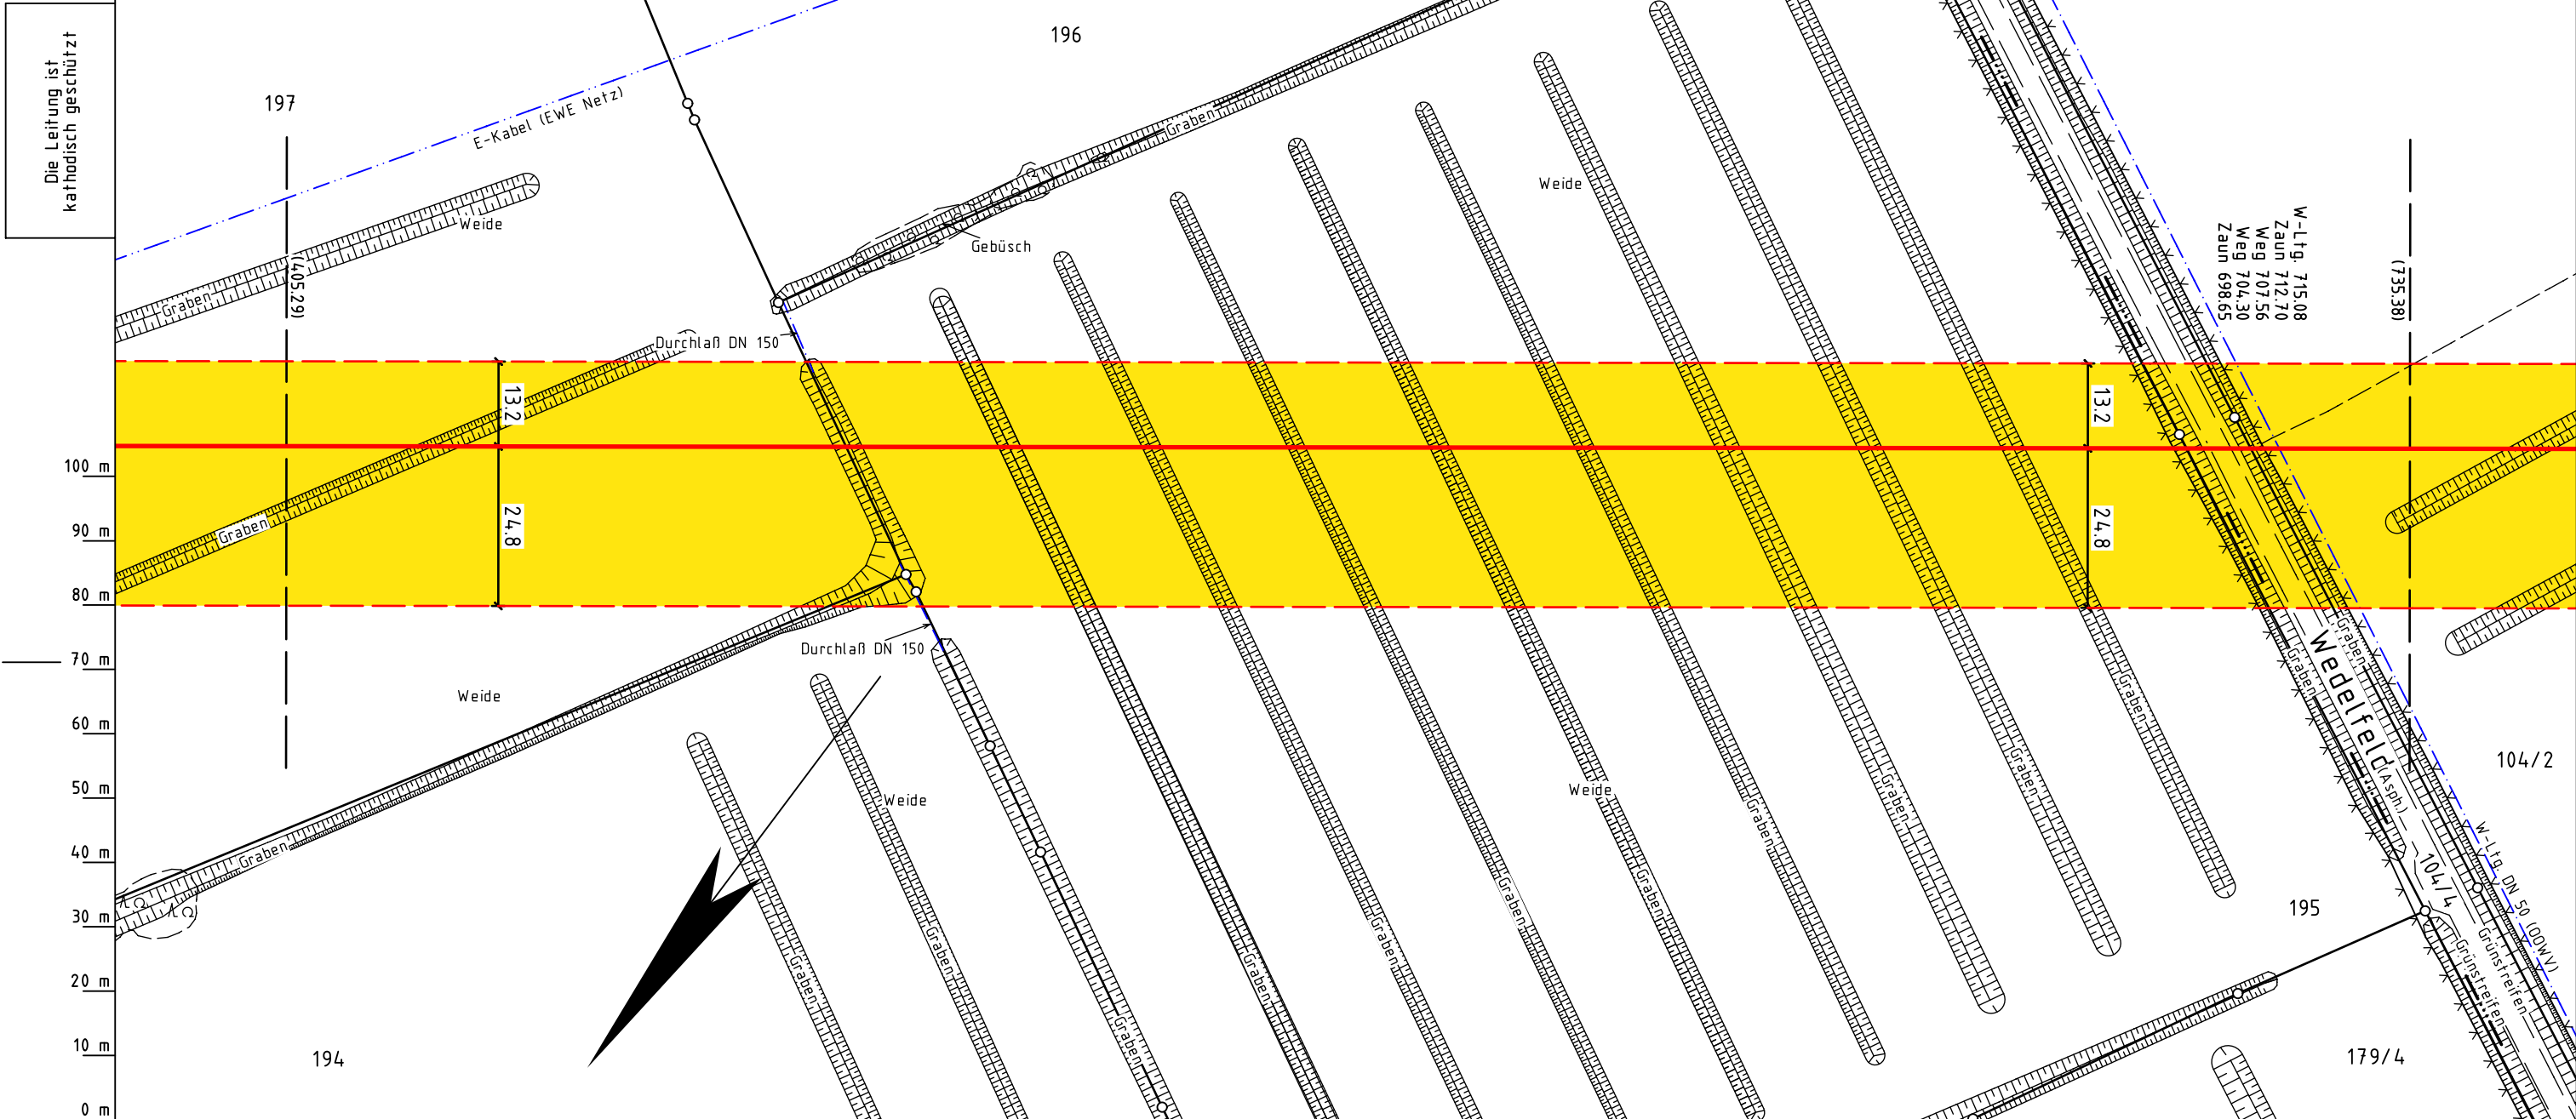 Die Leitung ist
kathodisch geschützt
197
196
E-Kabel (EWE Netz)
Weide
Graben
(405.29)
Graben
Gebüsch
Weide
Durchlaß DN 150
W-Ltg. 715.08
Zaun 712.70
Weg 707.56
Weg 704.30
Zaun 698.65
(735.38)
13.2
24.8
13.2
24.8
Graben
100 m
90 m
80 m
70 m
60 m
50 m
40 m
30 m
20 m
10 m
0 m
Durchlaß DN 150
Weide
Weide
Weide
Graben
Graben
Graben
Graben
Graben
Graben
Graben
Graben
Graben
Graben
Graben
Graben
Graben
Graben
Wedelfeld
(Asph.)
104/2
104/4
W-Ltg. DN 50 (OOWV)
Grünstreifen
Grünstreifen
195
194
179/4